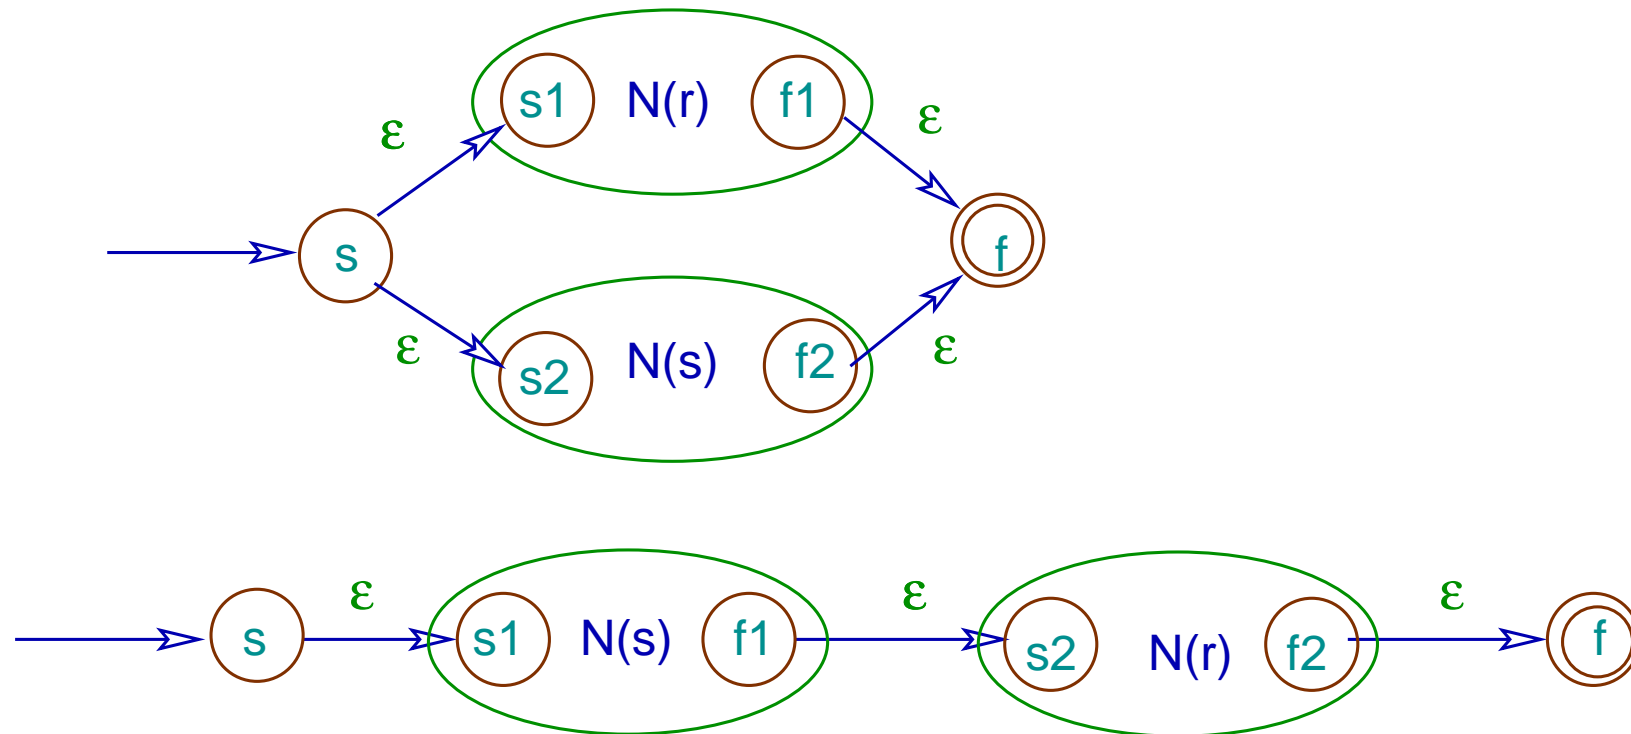 s1 N(r) f1
ε ε
s f
ε ε
s2 N(s) f2
ε ε ε
s s1 N(s) f1 s2 N(r) f2 f